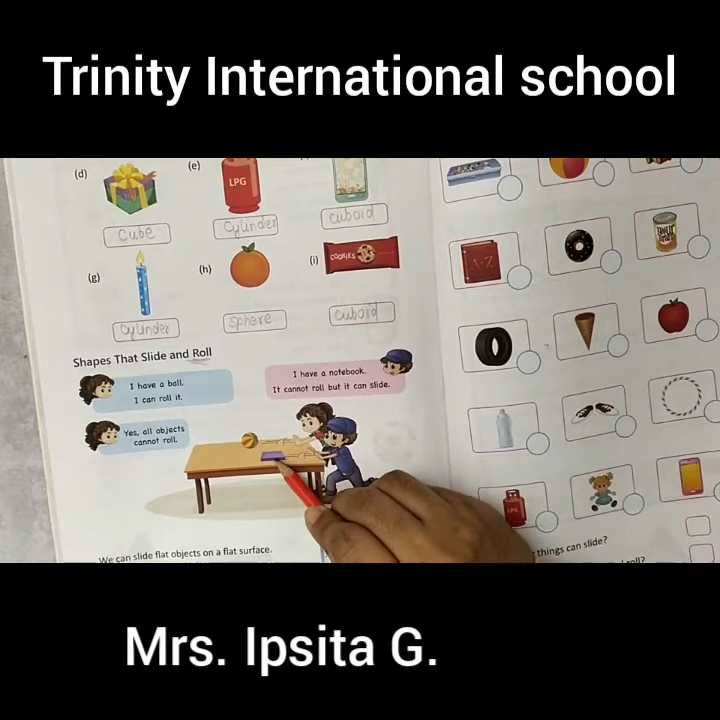 Trinity International school
(d)
(e)
LPG
cube
cylinder
cuboid
(g)
(h)
(i)
COOKIES
cylinder
sphere
cuboid
Shapes That Slide and Roll
I have a ball.
I can roll it.
I have a notebook.
It cannot roll but it can slide.
Yes, all objects
cannot roll.
We can slide flat objects on a flat surface.
A-Z
LPG
things can slide?
roll?
Mrs. Ipsita G.